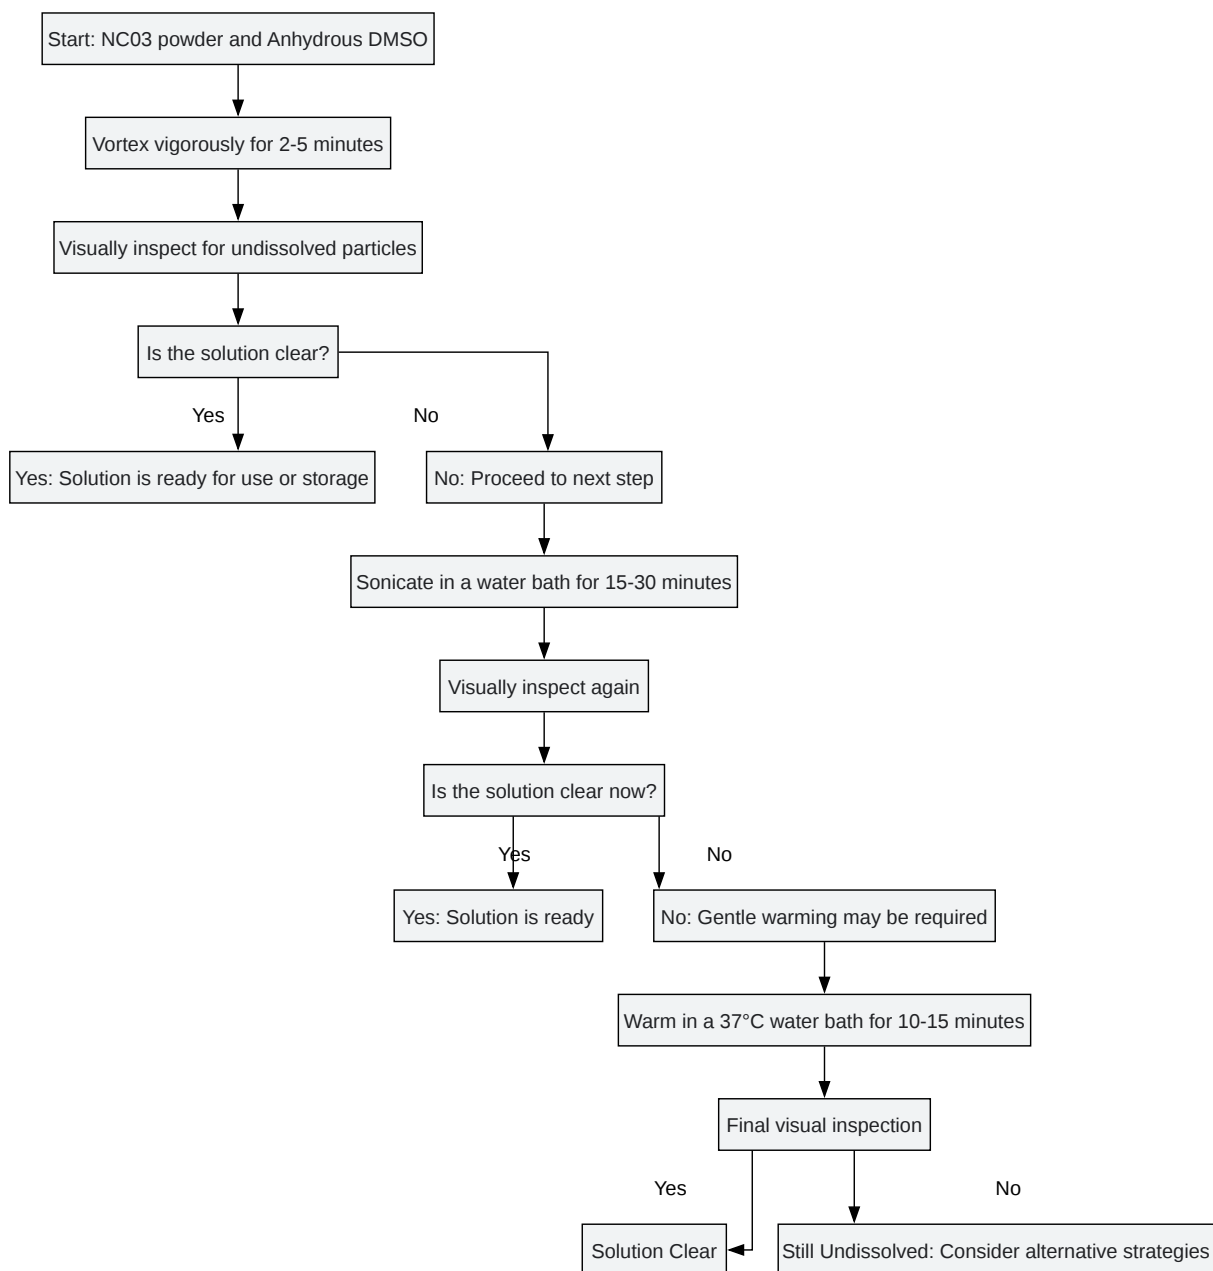 Start: NC03 powder and Anhydrous DMSO
Vortex vigorously for 2-5 minutes
Visually inspect for undissolved particles
Is the solution clear?
Yes
No
Yes: Solution is ready for use or storage
No: Proceed to next step
Sonicate in a water bath for 15-30 minutes
Visually inspect again
Is the solution clear now?
Yes
No
Yes: Solution is ready
No: Gentle warming may be required
Warm in a 37°C water bath for 10-15 minutes
Final visual inspection
Yes
No
Solution Clear
Still Undissolved: Consider alternative strategies